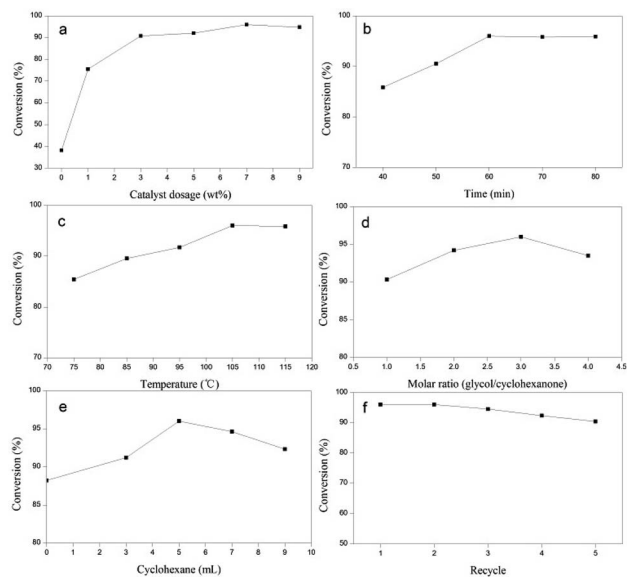 a
Conversion (%)
100
90
80
70
60
50
40
30
0 1 3 5 7 9
Catalyst dosage (wt%)
b
Conversion (%)
100
90
80
70
40 50 60 70 80
Time (min)
c
Conversion (%)
100
90
80
70
70 75 80 85 90 95 100 105 110 115 120
Temperature (℃)
d
Conversion (%)
100
95
90
85
80
0.5 1.0 1.5 2.0 2.5 3.0 3.5 4.0 4.5
Molar ratio (glycol/cyclohexanone)
e
Conversion (%)
100
95
90
85
80
0 1 2 3 4 5 6 7 8 9 10
Cyclohexane (mL)
f
Conversion (%)
100
90
80
70
60
50
1 2 3 4 5
Recycle